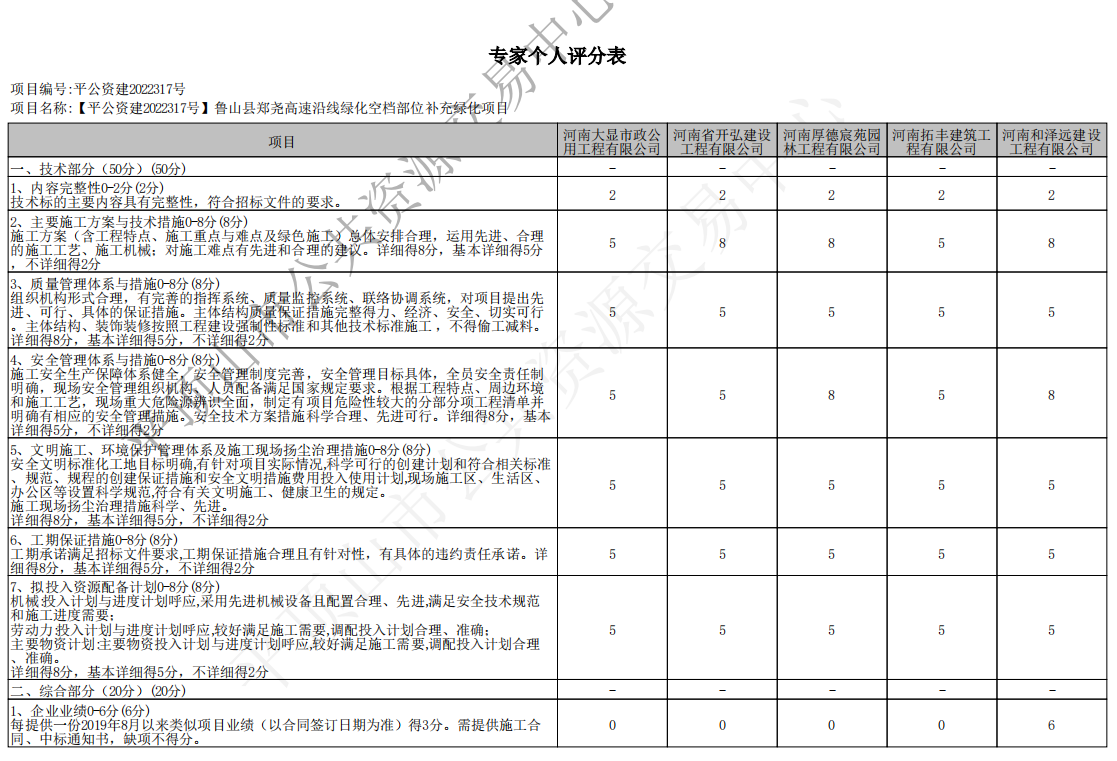 专家个人评分表
项目编号:平公资建2022317号
项目名称:【平公资建2022317号】鲁山县郑尧高速沿线绿化空档部位补充绿化项目
项目
河南大显市政公
用工程有限公司
河南省开弘建设
工程有限公司
河南厚德宸苑园
林工程有限公司
河南拓丰建筑工
程有限公司
河南和泽远建设
工程有限公司
一、技术部分（50分）(50分)
－ － － － －
1、内容完整性0-2分(2分)
技术标的主要内容具有完整性，符合招标文件的要求。
2 2 2 2 2
2、主要施工方案与技术措施0-8分(8分)
施工方案（含工程特点、施工重点与难点及绿色施工）总体安排合理，运用先进、合理
的施工工艺、施工机械；对施工难点有先进和合理的建议。详细得8分，基本详细得5分
，不详细得2分
5 8 8 5 8
3、质量管理体系与措施0-8分(8分)
组织机构形式合理，有完善的指挥系统、质量监控系统、联络协调系统，对项目提出先
进、可行、具体的保证措施。主体结构质量保证措施完整得力、经济、安全、切实可行
。主体结构、装饰装修按照工程建设强制性标准和其他技术标准施工，不得偷工减料。
详细得8分，基本详细得5分，不详细得2分
5 5 5 5 5
4、安全管理体系与措施0-8分(8分)
施工安全生产保障体系健全，安全管理制度完善，安全管理目标具体，全员安全责任制
明确，现场安全管理组织机构、人员配备满足国家规定要求。根据工程特点、周边环境
和施工工艺，现场重大危险源辨识全面，制定有项目危险性较大的分部分项工程清单并
明确有相应的安全管理措施。安全技术方案措施科学合理、先进可行。详细得8分，基本
详细得5分，不详细得2分
5 5 8 5 8
5、文明施工、环境保护管理体系及施工现场扬尘治理措施0-8分(8分)
安全文明标准化工地目标明确,有针对项目实际情况,科学可行的创建计划和符合相关标准
、规范、规程的创建保证措施和安全文明措施费用投入使用计划,现场施工区、生活区、
办公区等设置科学规范,符合有关文明施工、健康卫生的规定。
施工现场扬尘治理措施科学、先进。
详细得8分，基本详细得5分，不详细得2分
5 5 5 5 5
6、工期保证措施0-8分(8分)
工期承诺满足招标文件要求,工期保证措施合理且有针对性，有具体的违约责任承诺。详
细得8分，基本详细得5分，不详细得2分
5 5 5 5 5
7、拟投入资源配备计划0-8分(8分)
机械:投入计划与进度计划呼应,采用先进机械设备且配置合理、先进,满足安全技术规范
和施工进度需要;
劳动力:投入计划与进度计划呼应,较好满足施工需要,调配投入计划合理、准确;
主要物资计划:主要物资投入计划与进度计划呼应,较好满足施工需要,调配投入计划合理
、准确。
详细得8分，基本详细得5分，不详细得2分
5 5 5 5 5
二、综合部分（20分）(20分)
－ － － － －
1、企业业绩0-6分(6分)
每提供一份2019年8月以来类似项目业绩（以合同签订日期为准）得3分。需提供施工合
同、中标通知书，缺项不得分。
0 0 0 0 6
平顶山市公共资源交易中心
平顶山市公共资源交易中心